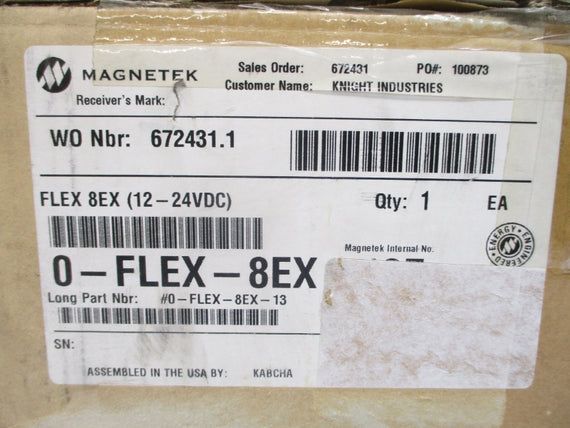 MAGNETEK
Sales Order: 672431 PO#: 100873
Customer Name: KNIGHT INDUSTRIES
Receiver's Mark:
WO Nbr: 672431.1
FLEX 8EX (12-24VDC) Qty: 1 EA
Magnetek Internal No:
ENERGY ENGINEERED
0-FLEX-8EX
Long Part Nbr: #0-FLEX-8EX-13
SN:
ASSEMBLED IN THE USA BY: KABCHA